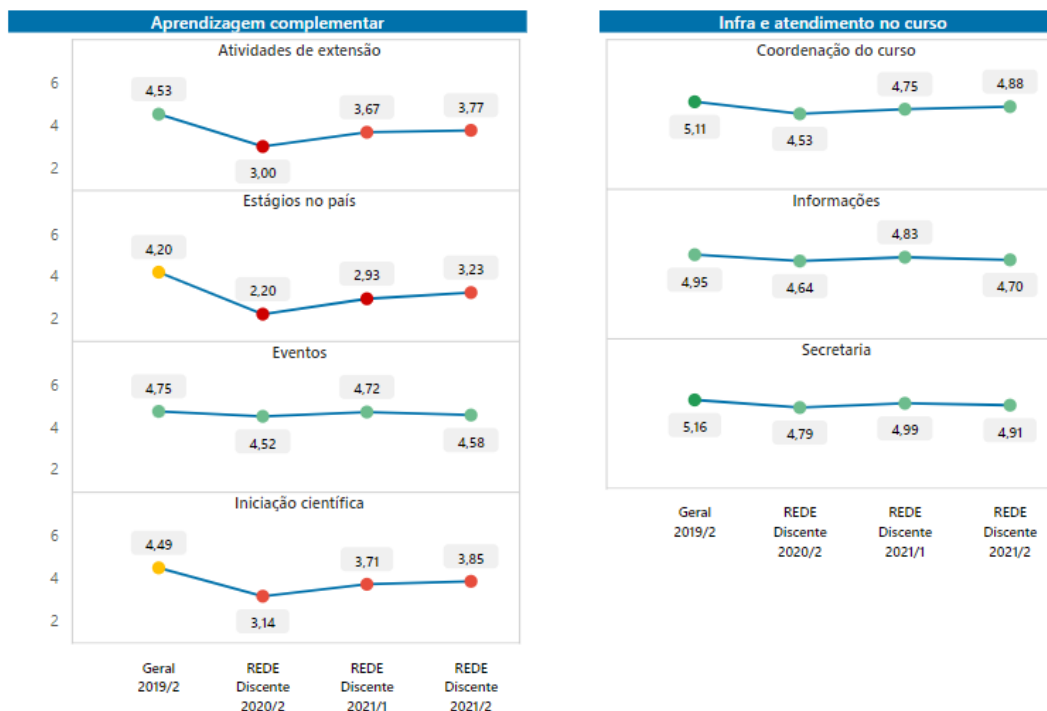 Aprendizagem complementar
Atividades de extensão
6
4
2
4,53
3,00
3,67
3,77
Estágios no país
6
4
2
4,20
2,20
2,93
3,23
Eventos
6
4
2
4,75
4,52
4,72
4,58
Iniciação científica
6
4
2
4,49
3,14
3,71
3,85
Geral
2019/2
REDE
Discente
2020/2
REDE
Discente
2021/1
REDE
Discente
2021/2
Infra e atendimento no curso
Coordenação do curso
5,11
4,53
4,75
4,88
Informações
4,95
4,64
4,83
4,70
Secretaria
5,16
4,79
4,99
4,91
Geral
2019/2
REDE
Discente
2020/2
REDE
Discente
2021/1
REDE
Discente
2021/2